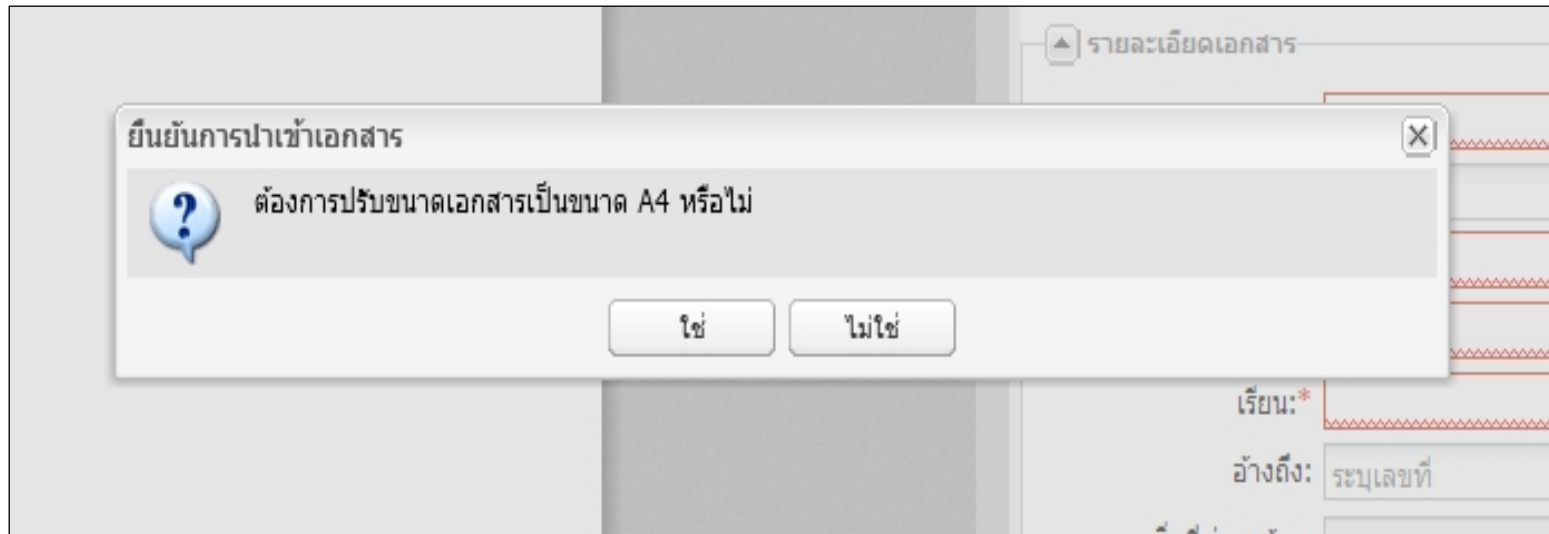 รายละเอียดเอกสาร
ยืนยันการนำเข้าเอกสาร
ต้องการปรับขนาดเอกสารเป็นขนาด A4 หรือไม่
ใช่
ไม่ใช่
เรียน:*
อ้างถึง:
ระบุเลขที่